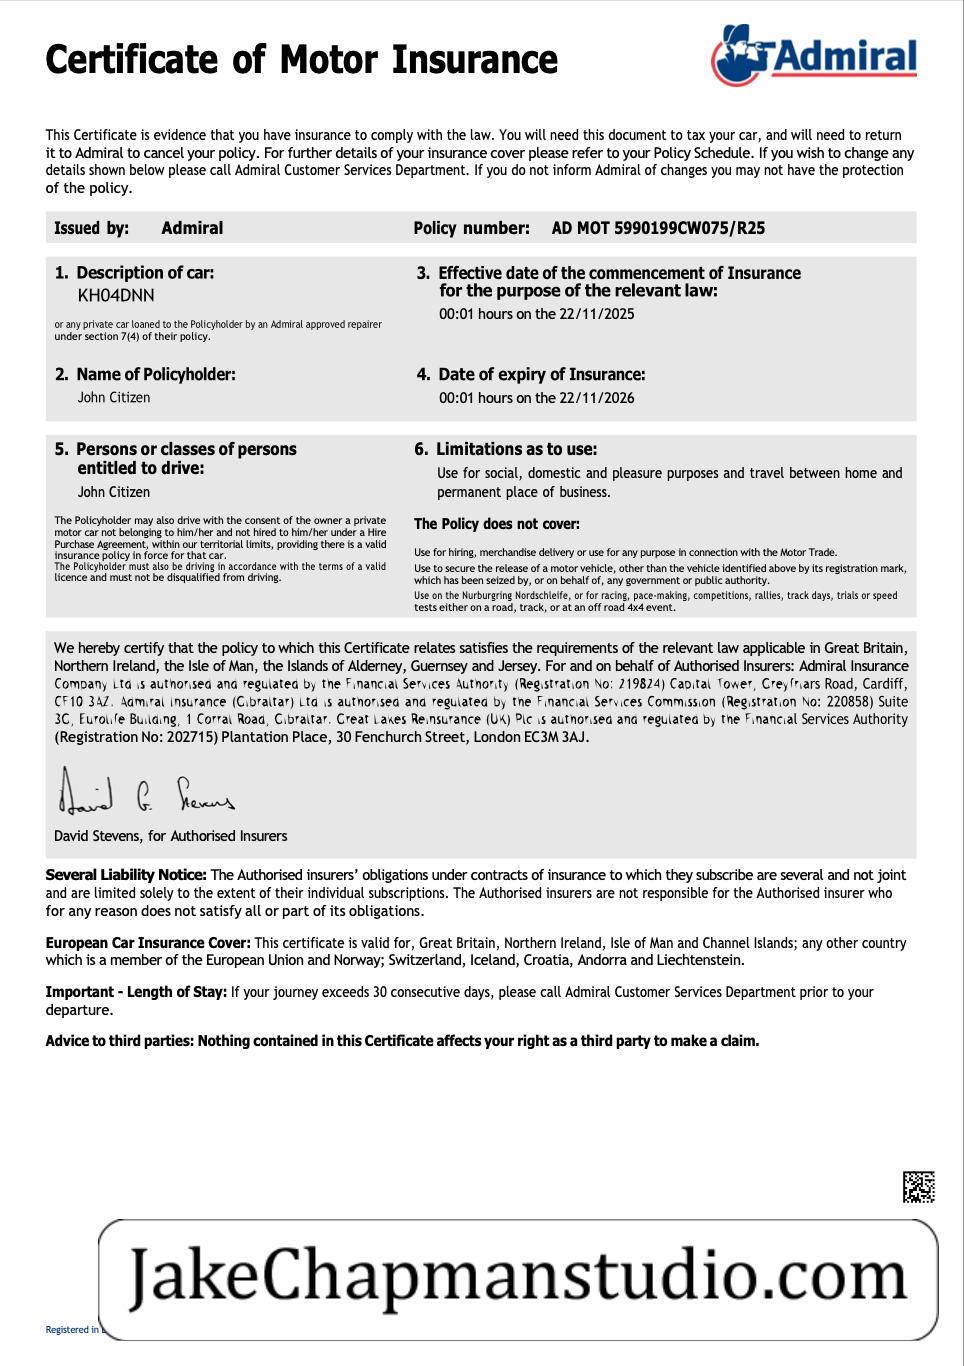 Certificate of Motor Insurance
Admiral
This Certificate is evidence that you have insurance to comply with the law. You will need this document to tax your car, and will need to return
it to Admiral to cancel your policy. For further details of your insurance cover please refer to your Policy Schedule. If you wish to change any
details shown below please call Admiral Customer Services Department. If you do not inform Admiral of changes you may not have the protection
of the policy.
Issued by: Admiral
Policy number: AD MOT 5990199CW075/R25
1. Description of car:
KH04DNN
or any private car loaned to the Policyholder by an Admiral approved repairer
under section 7(4) of their policy.
3. Effective date of the commencement of Insurance
for the purpose of the relevant law:
00:01 hours on the 22/11/2025
2. Name of Policyholder:
John Citizen
4. Date of expiry of Insurance:
00:01 hours on the 22/11/2026
5. Persons or classes of persons
entitled to drive:
John Citizen
The Policyholder may also drive with the consent of the owner a private
motor car not belonging to him/her and not hired to him/her under a Hire
Purchase Agreement, within our territorial limits, providing there is a valid
insurance policy in force for that car.
The Policyholder must also be driving in accordance with the terms of a valid
licence and must not be disqualified from driving.
6. Limitations as to use:
Use for social, domestic and pleasure purposes and travel between home and
permanent place of business.
The Policy does not cover:
Use for hiring, merchandise delivery or use for any purpose in connection with the Motor Trade.
Use to secure the release of a motor vehicle, other than the vehicle identified above by its registration mark,
which has been seized by, or on behalf of, any government or public authority.
Use on the Nurburgring Nordschleife, or for racing, pace-making, competitions, rallies, track days, trials or speed
tests either on a road, track, or at an off road 4x4 event.
We hereby certify that the policy to which this Certificate relates satisfies the requirements of the relevant law applicable in Great Britain,
Northern Ireland, the Isle of Man, the Islands of Alderney, Guernsey and Jersey. For and on behalf of Authorised Insurers: Admiral Insurance
Company Ltd is authorised and regulated by the Financial Services Authority (Registration No: 219824) Capital Tower, Greyfriars Road, Cardiff,
CF10 3AZ. Admiral Insurance (Gibraltar) Ltd is authorised and regulated by the Financial Services Commission (Registration No: 220858) Suite
3C, Eurolife Building, 1 Corral Road, Gibraltar. Great Lakes Reinsurance (UK) Plc is authorised and regulated by the Financial Services Authority
(Registration No: 202715) Plantation Place, 30 Fenchurch Street, London EC3M 3AJ.
David G. Stevens
David Stevens, for Authorised Insurers
Several Liability Notice: The Authorised insurers' obligations under contracts of insurance to which they subscribe are several and not joint
and are limited solely to the extent of their individual subscriptions. The Authorised insurers are not responsible for the Authorised insurer who
for any reason does not satisfy all or part of its obligations.
European Car Insurance Cover: This certificate is valid for, Great Britain, Northern Ireland, Isle of Man and Channel Islands; any other country
which is a member of the European Union and Norway; Switzerland, Iceland, Croatia, Andorra and Liechtenstein.
Important - Length of Stay: If your journey exceeds 30 consecutive days, please call Admiral Customer Services Department prior to your
departure.
Advice to third parties: Nothing contained in this Certificate affects your right as a third party to make a claim.
JakeChapmanstudio.com
Registered in